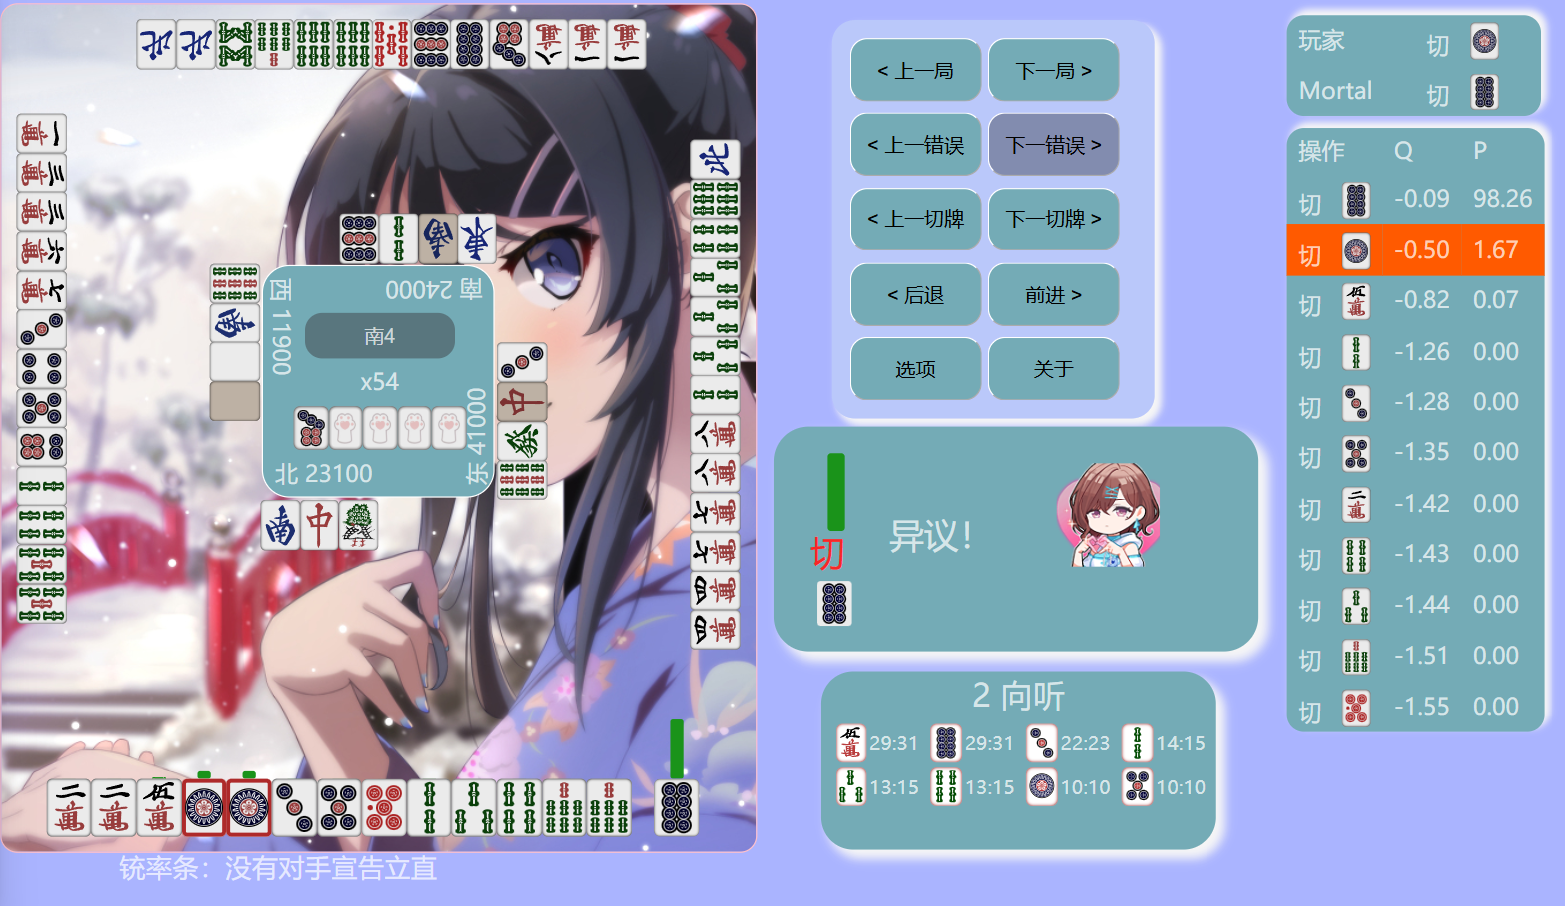 < 上一局
下一局 >
< 上一错误
下一错误 >
< 上一切牌
下一切牌 >
< 后退
前进 >
选项
关于
玩家 切
Mortal 切
操作 Q P
切 -0.09 98.26
切 -0.50 1.67
切 -0.82 0.07
切 -1.26 0.00
切 -1.28 0.00
切 -1.35 0.00
切 -1.42 0.00
切 -1.43 0.00
切 -1.44 0.00
切 -1.51 0.00
切 -1.55 0.00
南 24000
西 11900
南4
x54
东 41000
北 23100
异议！
切
2 向听
29:31 29:31 22:23 14:15
13:15 13:15 10:10 10:10
铳率条：没有对手宣告立直